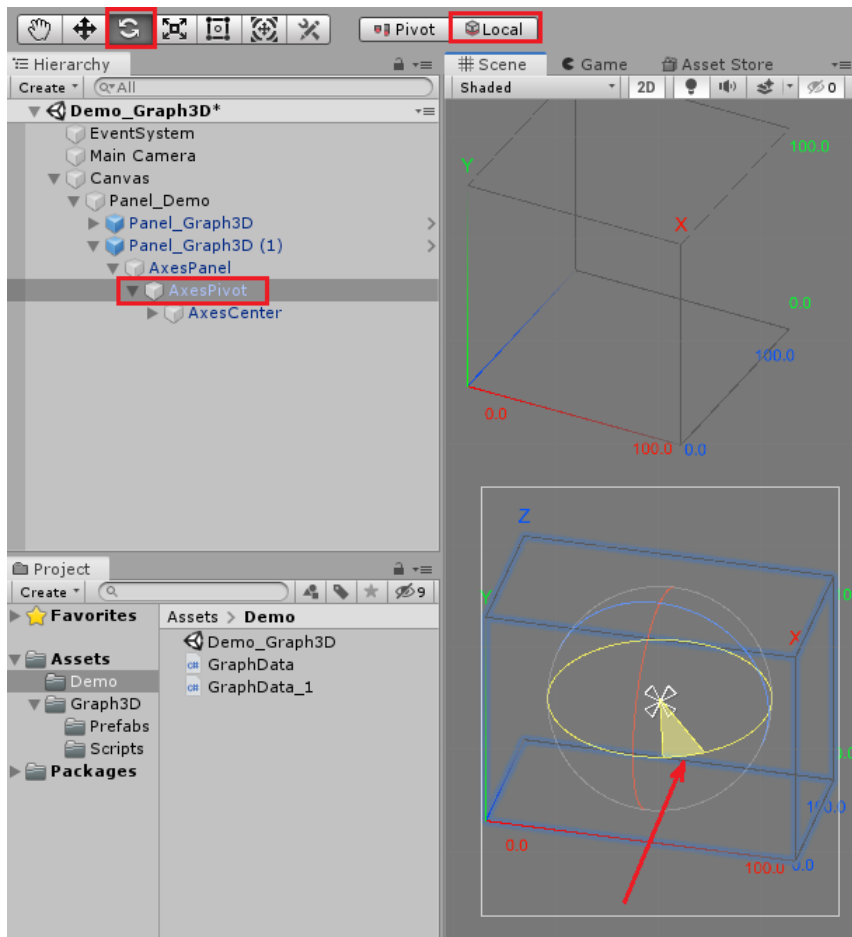 Pivot Local
Hierarchy
Create All
Demo_Graph3D*
EventSystem
Main Camera
Canvas
Panel_Demo
Panel_Graph3D
Panel_Graph3D (1)
AxesPanel
AxesPivot
AxesCenter
Scene Game Asset Store
Shaded 2D 0
100.0
Y
X
0.0
100.0
0.0
100.0 0.0
Z
Y
X
0.0
100.0 0.0
Project
Create 9
Favorites
Assets
Demo
Graph3D
Prefabs
Scripts
Packages
Assets > Demo
Demo_Graph3D
GraphData
GraphData_1